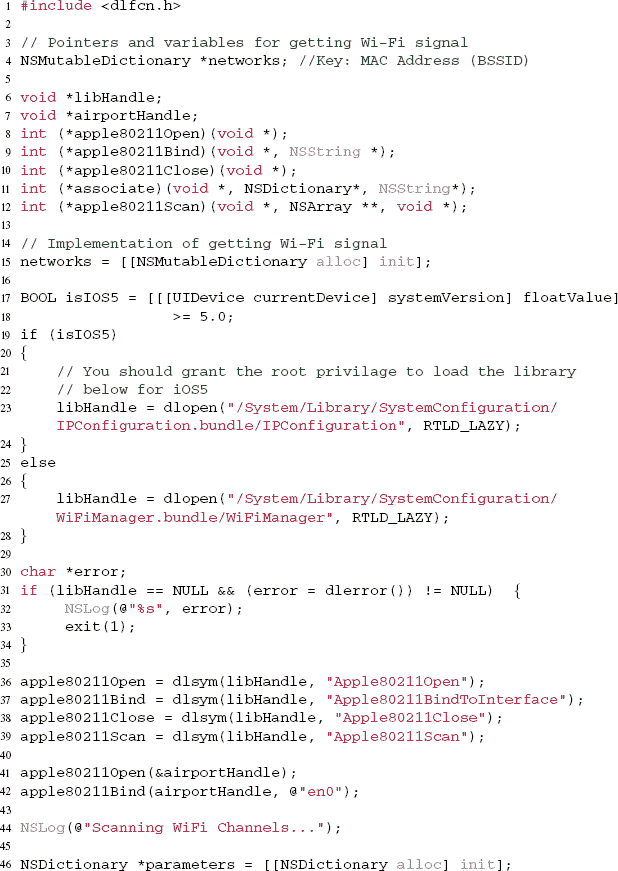 1 #include <dlfcn.h>
2
3 // Pointers and variables for getting Wi-Fi signal
4 NSMutableDictionary *networks; //Key: MAC Address (BSSID)
5
6 void *libHandle;
7 void *airportHandle;
8 int (*apple80211Open)(void *);
9 int (*apple80211Bind)(void *, NSString *);
10 int (*apple80211Close)(void *);
11 int (*associate)(void *, NSDictionary*, NSString*);
12 int (*apple80211Scan)(void *, NSArray **, void *);
13
14 // Implementation of getting Wi-Fi signal
15 networks = [[NSMutableDictionary alloc] init];
16
17 BOOL isIOS5 = [[[UIDevice currentDevice] systemVersion] floatValue]
18 >= 5.0;
19 if (isIOS5)
20 {
21 // You should grant the root privilage to load the library
22 // below for iOS5
23 libHandle = dlopen("/System/Library/SystemConfiguration/
IPConfiguration.bundle/IPConfiguration", RTLD_LAZY);
24 }
25 else
26 {
27 libHandle = dlopen("/System/Library/SystemConfiguration/
WiFiManager.bundle/WiFiManager", RTLD_LAZY);
28 }
29
30 char *error;
31 if (libHandle == NULL && (error = dlerror()) != NULL) {
32 NSLog(@"%s", error);
33 exit(1);
34 }
35
36 apple80211Open = dlsym(libHandle, "Apple80211Open");
37 apple80211Bind = dlsym(libHandle, "Apple80211BindToInterface");
38 apple80211Close = dlsym(libHandle, "Apple80211Close");
39 apple80211Scan = dlsym(libHandle, "Apple80211Scan");
40
41 apple80211Open(&airportHandle);
42 apple80211Bind(airportHandle, @"en0");
43
44 NSLog(@"Scanning WiFi Channels...");
45
46 NSDictionary *parameters = [[NSDictionary alloc] init];